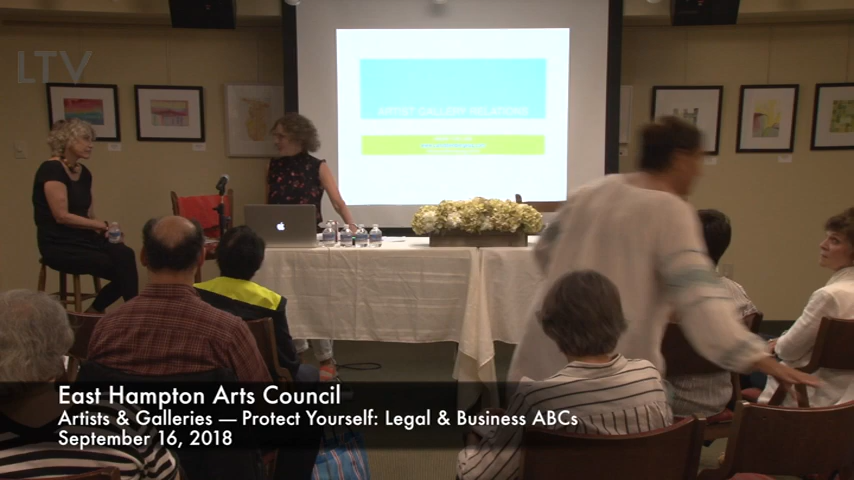 LTV
ARTIST GALLERY RELATIONS
East Hampton Arts Council
Artists & Galleries — Protect Yourself: Legal & Business ABCs
September 16, 2018